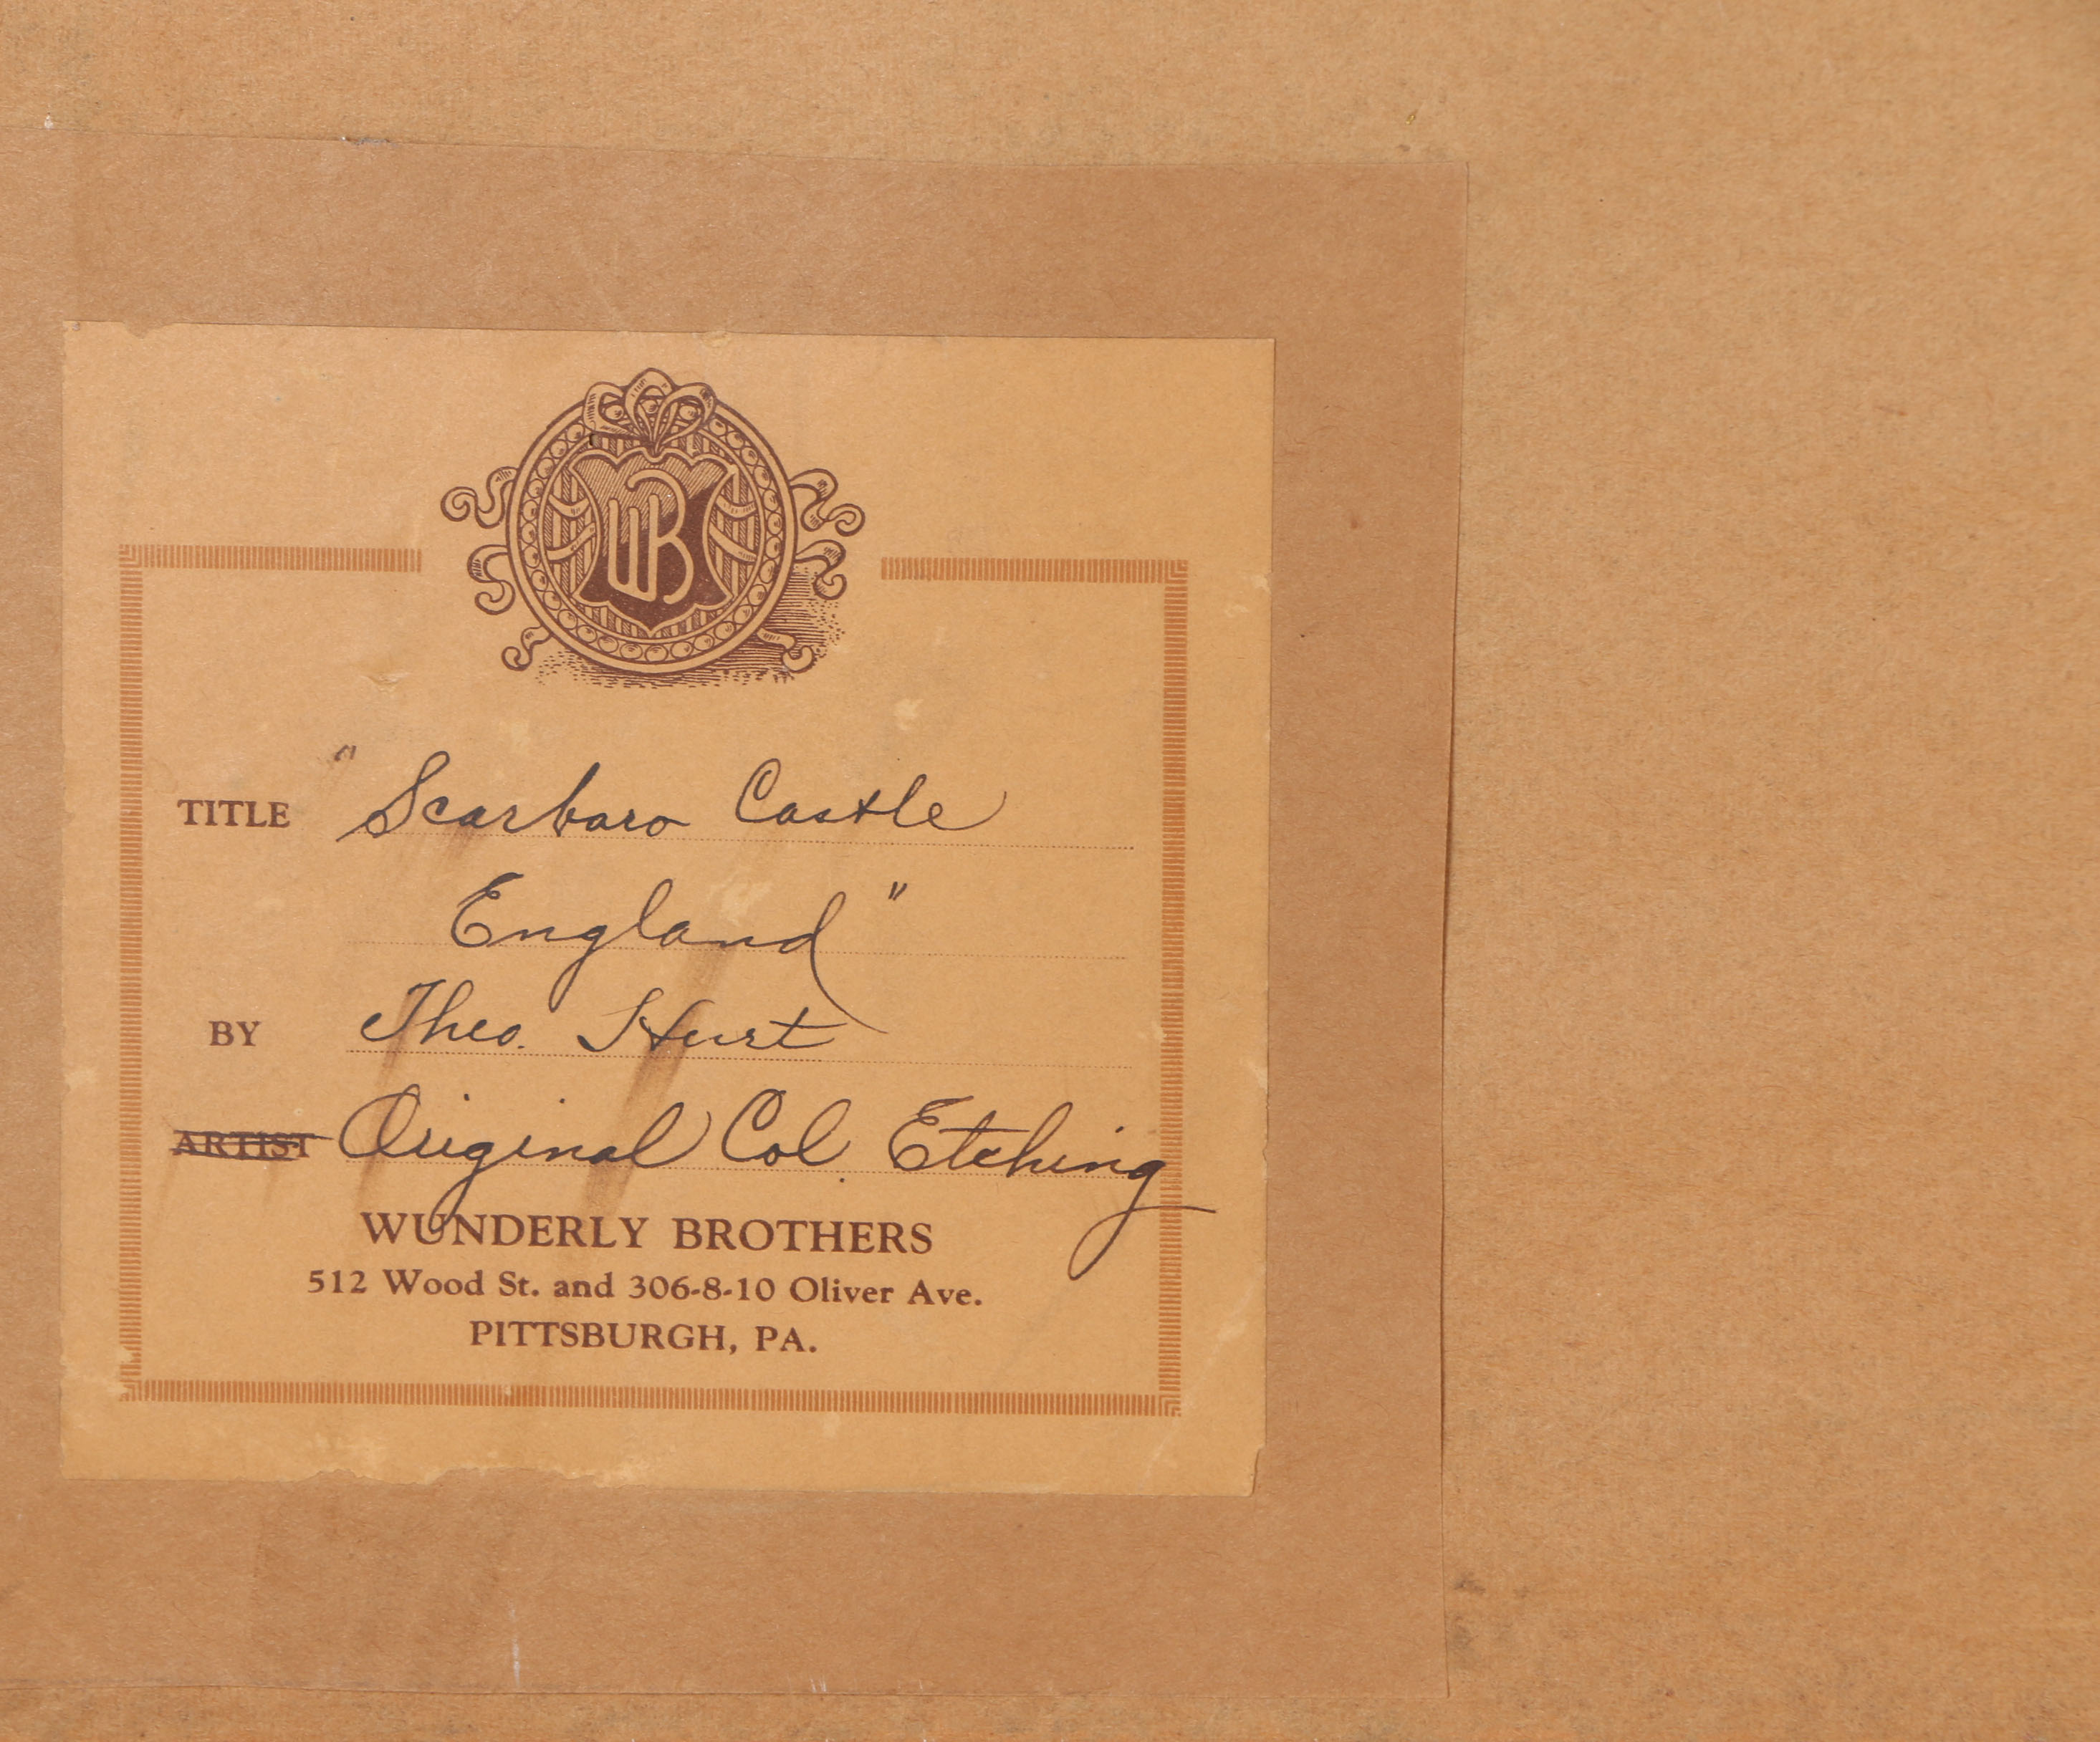 WB
TITLE "Scarboro Castle
England"
BY Theo. Hurt
ARTIST Original Col. Etching
WUNDERLY BROTHERS
512 Wood St. and 306-8-10 Oliver Ave.
PITTSBURGH, PA.